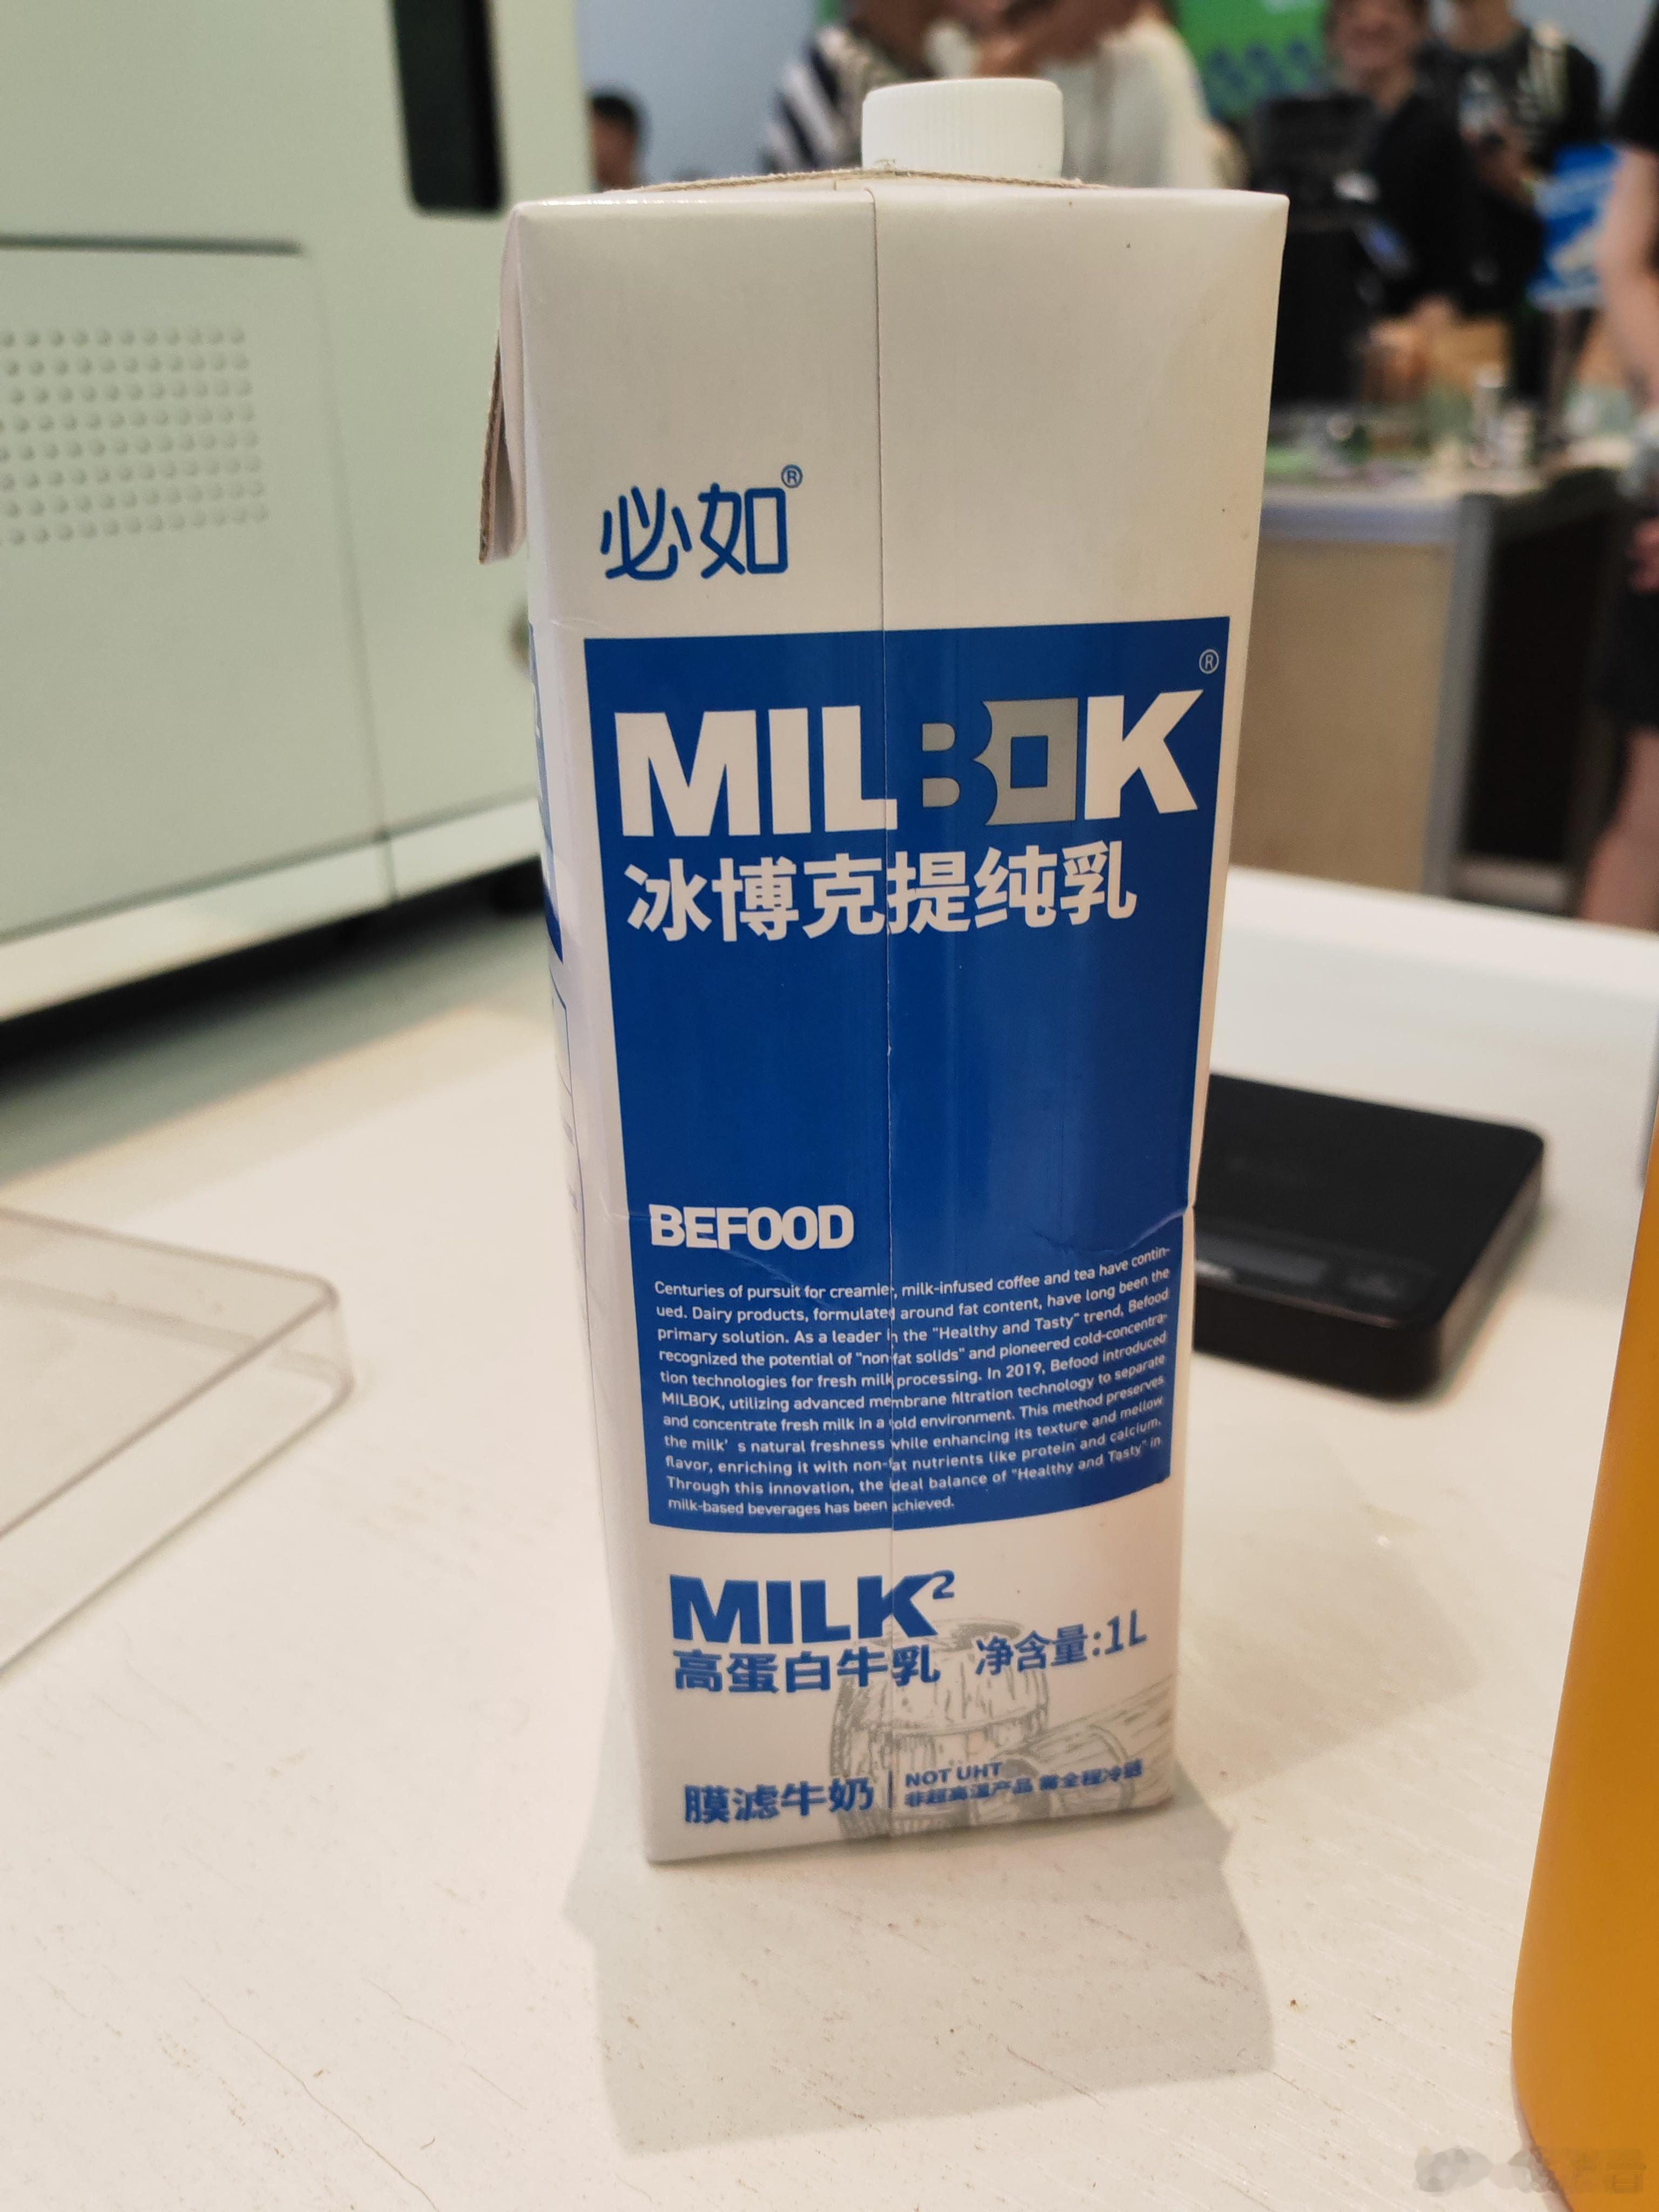 必如®
MILBOK®
冰博克提纯乳
BEFOOD
Centuries of pursuit for creamier, milk-infused coffee and tea have contin-
ued. Dairy products, formulated around fat content, have long been the
primary solution. As a leader in the "Healthy and Tasty" trend, Befood
recognized the potential of "non-fat solids" and pioneered cold-concentra-
tion technologies for fresh milk processing. In 2019, Befood introduced
MILBOK, utilizing advanced membrane filtration technology to separate
and concentrate fresh milk in a cold environment. This method preserves
the milk's natural freshness while enhancing its texture and mellow
flavor, enriching it with non-fat nutrients like protein and calcium.
Through this innovation, the ideal balance of "Healthy and Tasty" in
milk-based beverages has been achieved.
MILK²
高蛋白牛乳 净含量:1L
膜滤牛奶 | NOT UHT
非超高温产品 需全程冷链